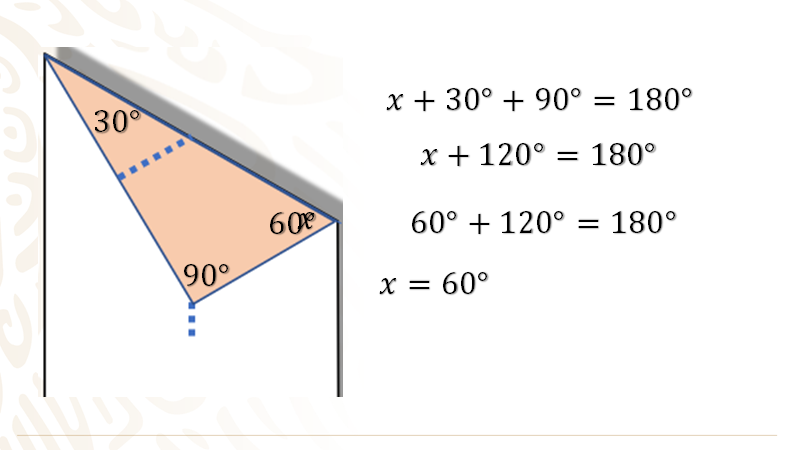 30°
60°
x
90°
x + 30° + 90° = 180°
x + 120° = 180°
60° + 120° = 180°
x = 60°